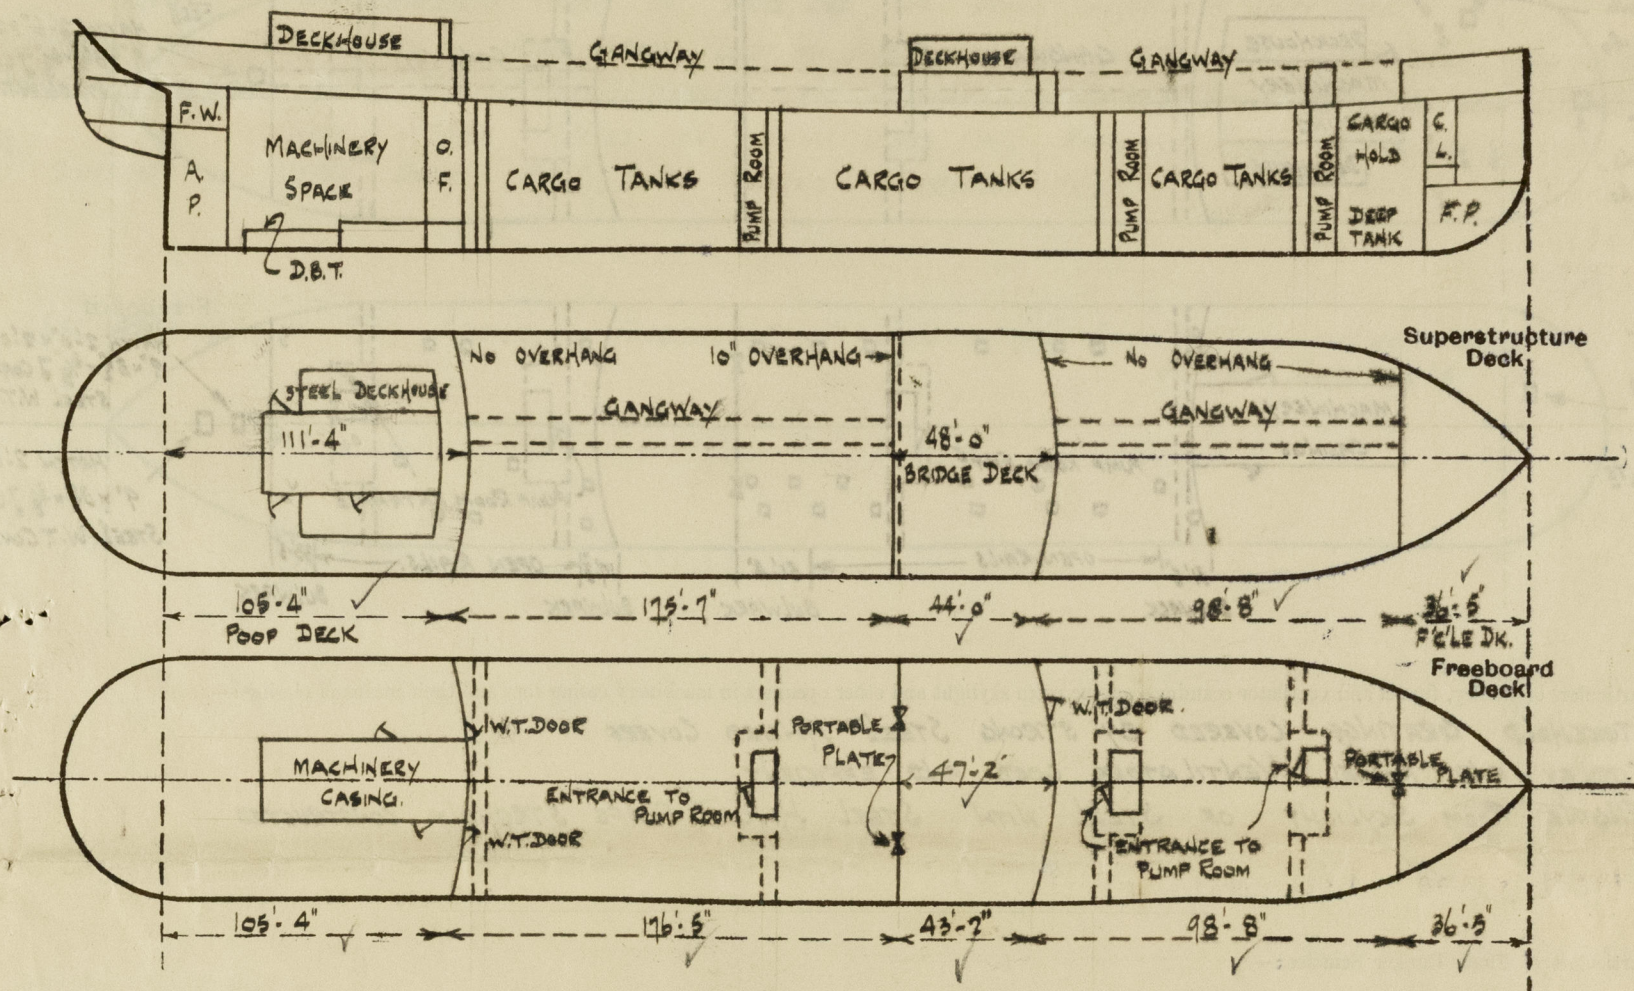 DECKHOUSE
GANGWAY
DECKHOUSE
GANGWAY
F.W.
A.
P.
MACHINERY
SPACE
O.
F.
CARGO TANKS
PUMP ROOM
CARGO TANKS
PUMP ROOM
CARGO TANKS
PUMP ROOM
CARGO
HOLD
DEEP
TANK
C.
L.
F.P.
D.B.T.
Superstructure
Deck
NO OVERHANG
10" OVERHANG
NO OVERHANG
STEEL DECKHOUSE
GANGWAY
GANGWAY
111'-4"
48'-0"
BRIDGE DECK
105'-4"
POOP DECK
175'-7"
44'-0"
98'-8"
36'-5"
F'C'LE DK.
Freeboard
Deck
W.T.DOOR
PORTABLE
PLATE
W.T.DOOR.
MACHINERY
CASING.
ENTRANCE TO
PUMP ROOM
47'-2"
PORTABLE
PLATE
W.T.DOOR
ENTRANCE TO
PUMP ROOM
105'-4"
176'-5"
43'-2"
98'-8"
36'-5"